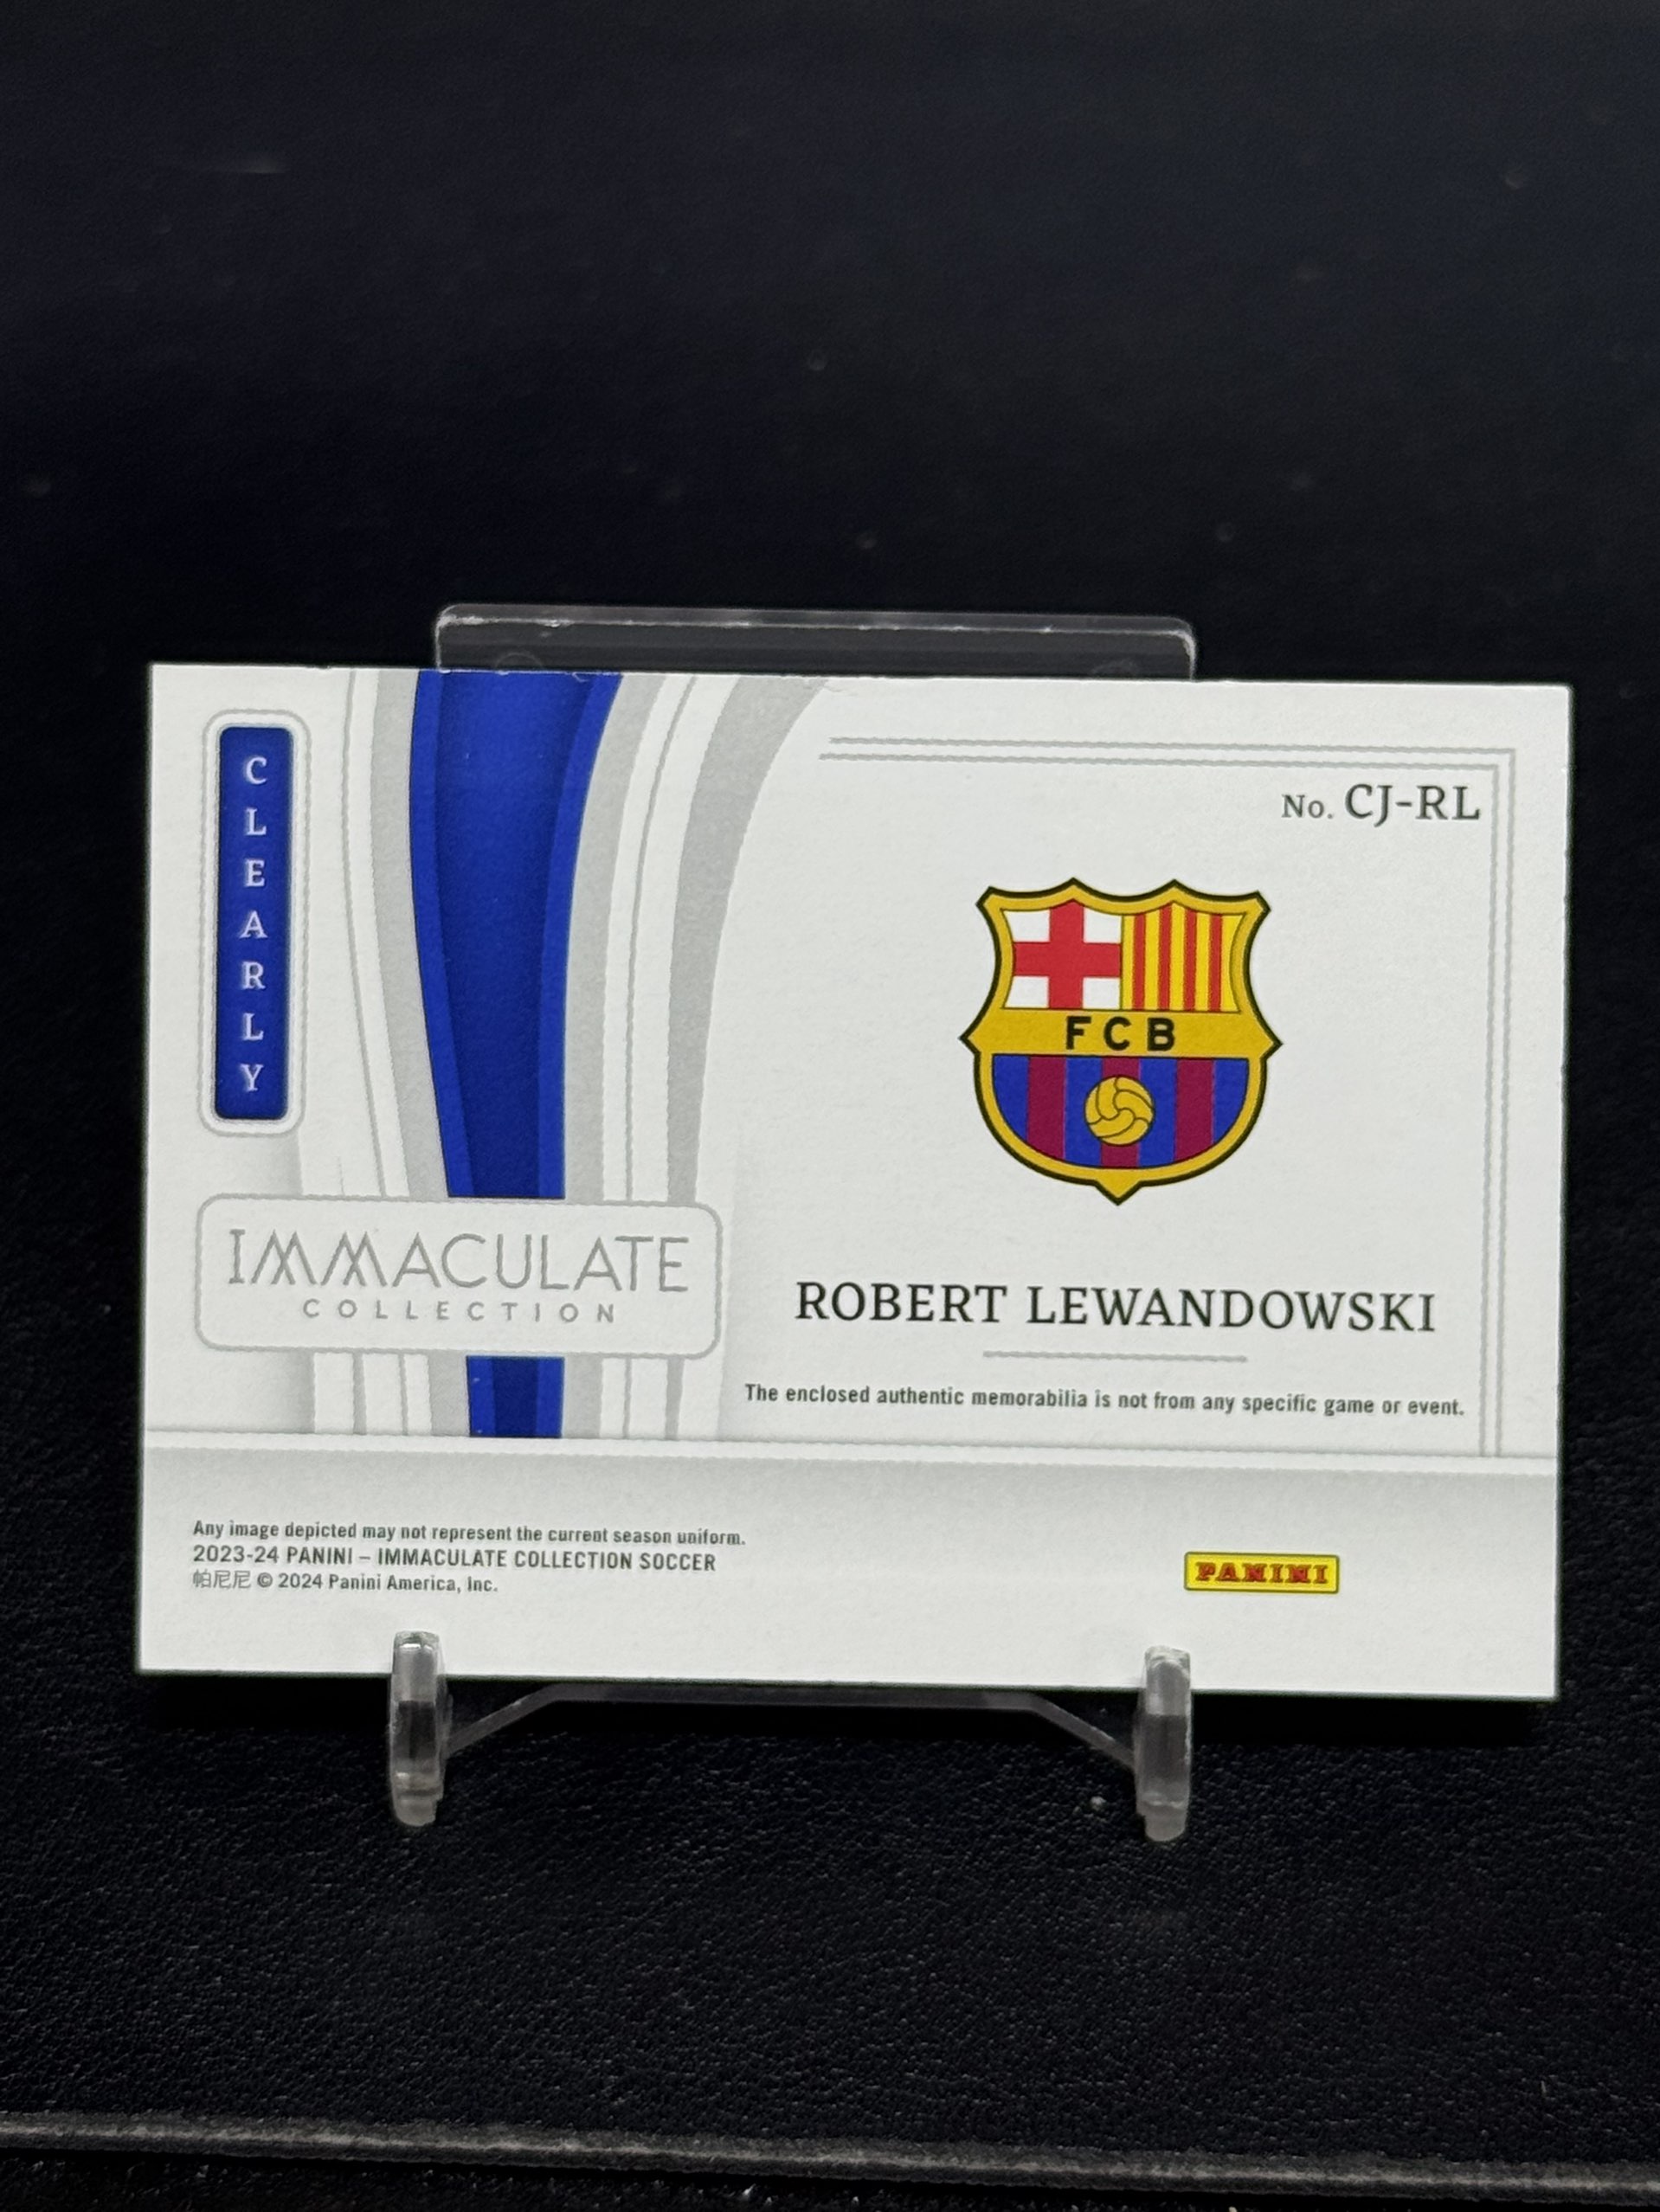 CLEARLY
No. CJ-RL
FCB
IMMACULATE
COLLECTION
ROBERT LEWANDOWSKI
The enclosed authentic memorabilia is not from any specific game or event.
Any image depicted may not represent the current season uniform.
2023-24 PANINI – IMMACULATE COLLECTION SOCCER
帕尼尼 © 2024 Panini America, Inc.
PANINI